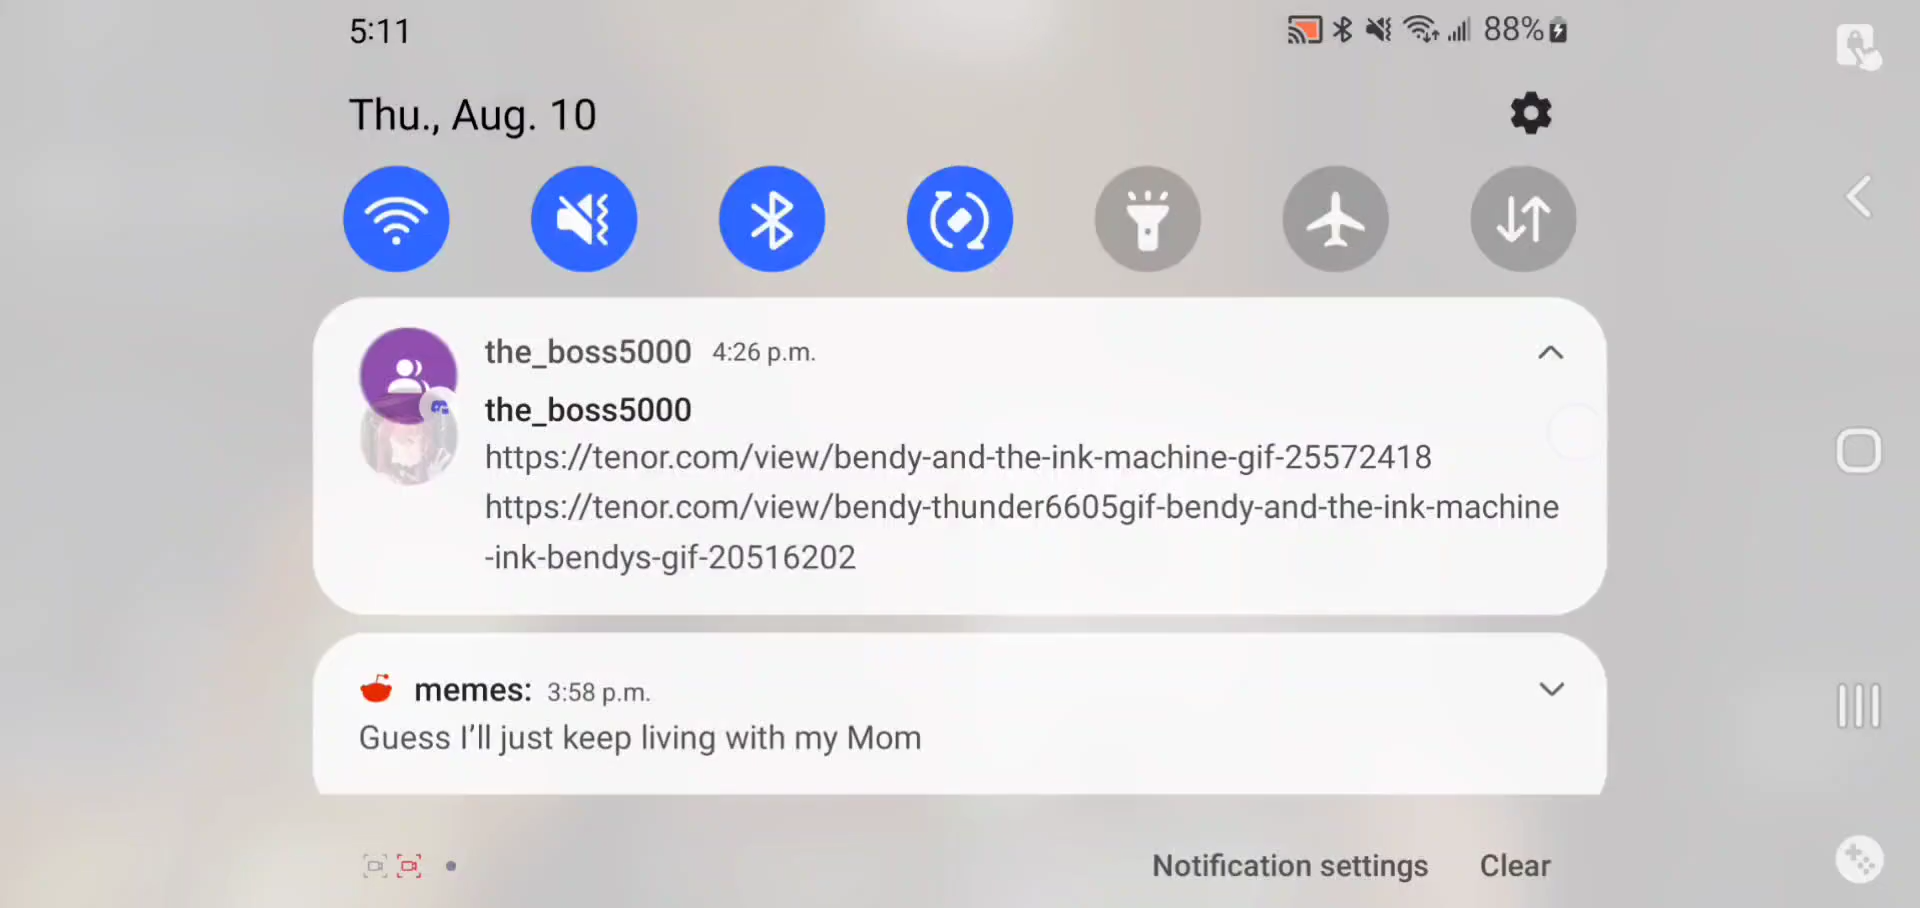 5:11
88%
Thu., Aug. 10
the_boss5000 4:26 p.m.
the_boss5000
https://tenor.com/view/bendy-and-the-ink-machine-gif-25572418
https://tenor.com/view/bendy-thunder6605gif-bendy-and-the-ink-machine
-ink-bendys-gif-20516202
memes: 3:58 p.m.
Guess I’ll just keep living with my Mom
Notification settings Clear